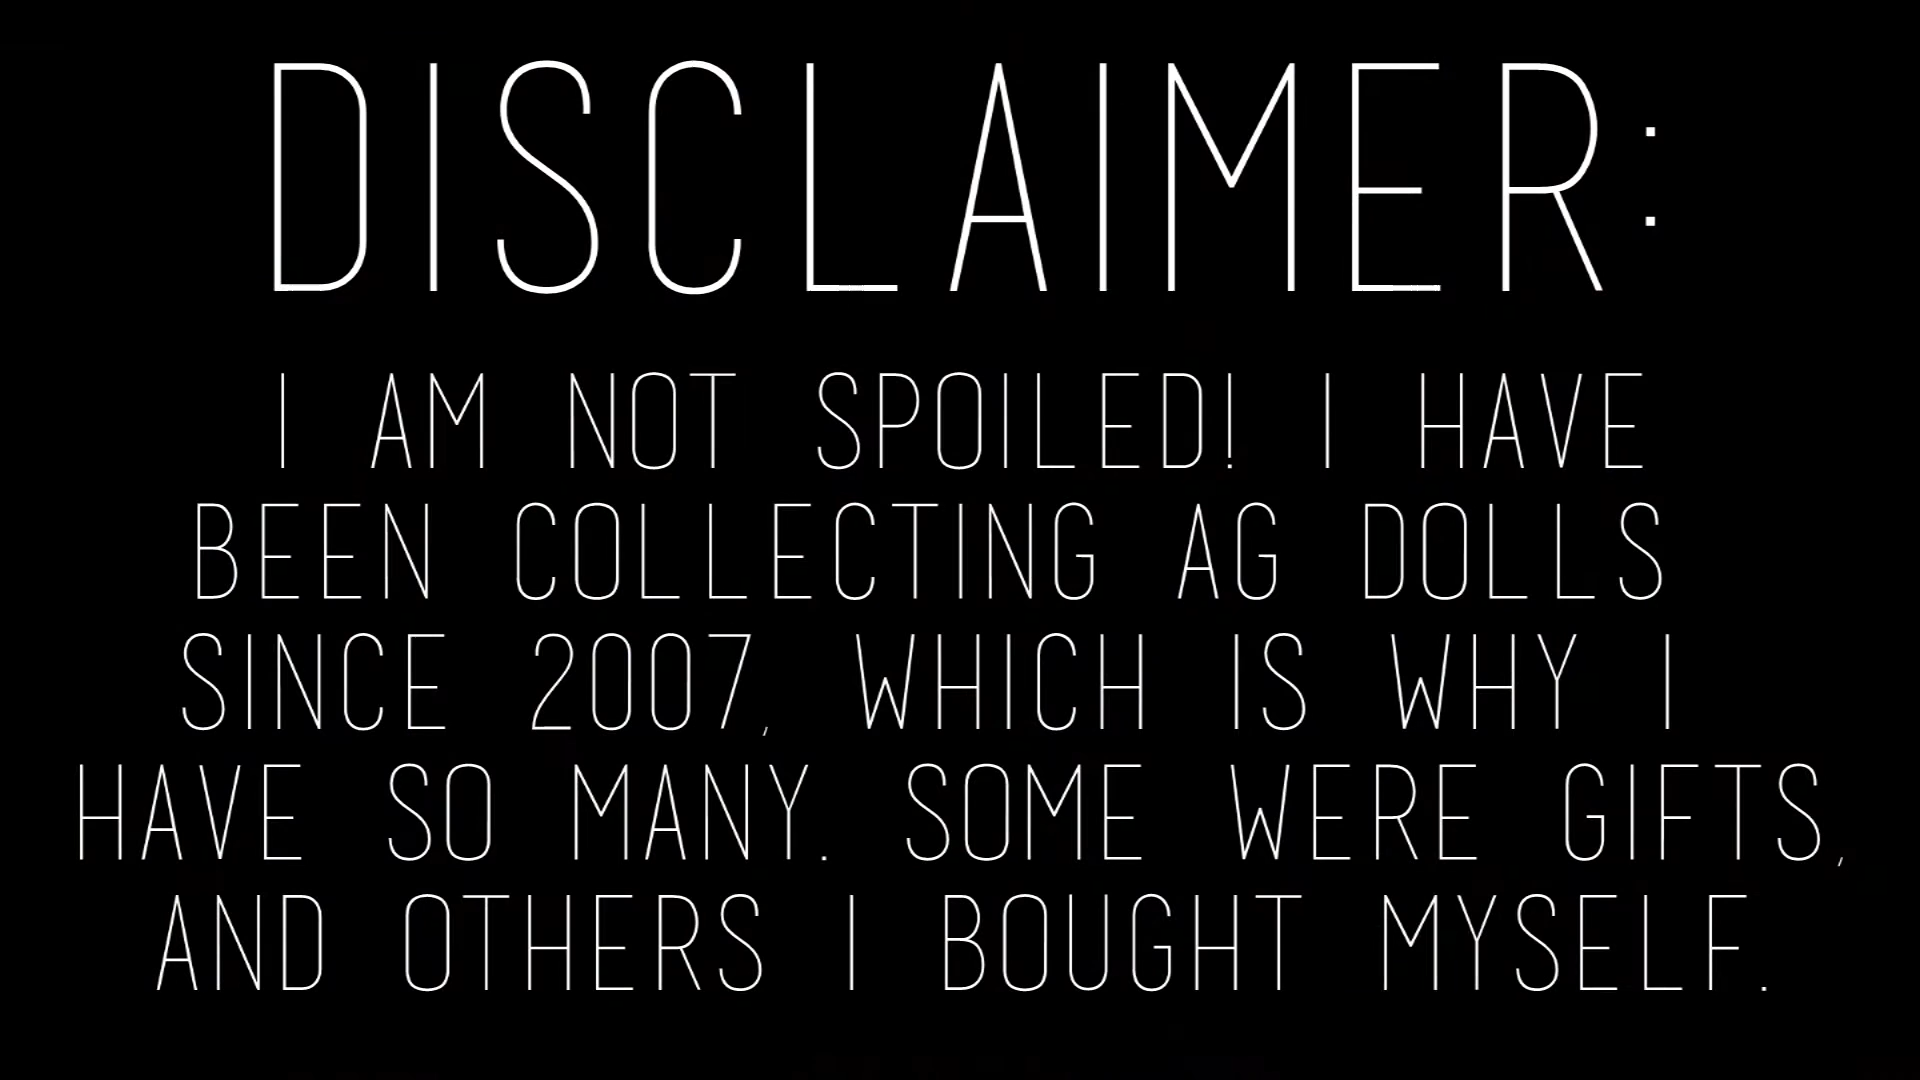 DISCLAIMER:
I AM NOT SPOILED! I HAVE
BEEN COLLECTING AG DOLLS
SINCE 2007, WHICH IS WHY I
HAVE SO MANY. SOME WERE GIFTS,
AND OTHERS I BOUGHT MYSELF.